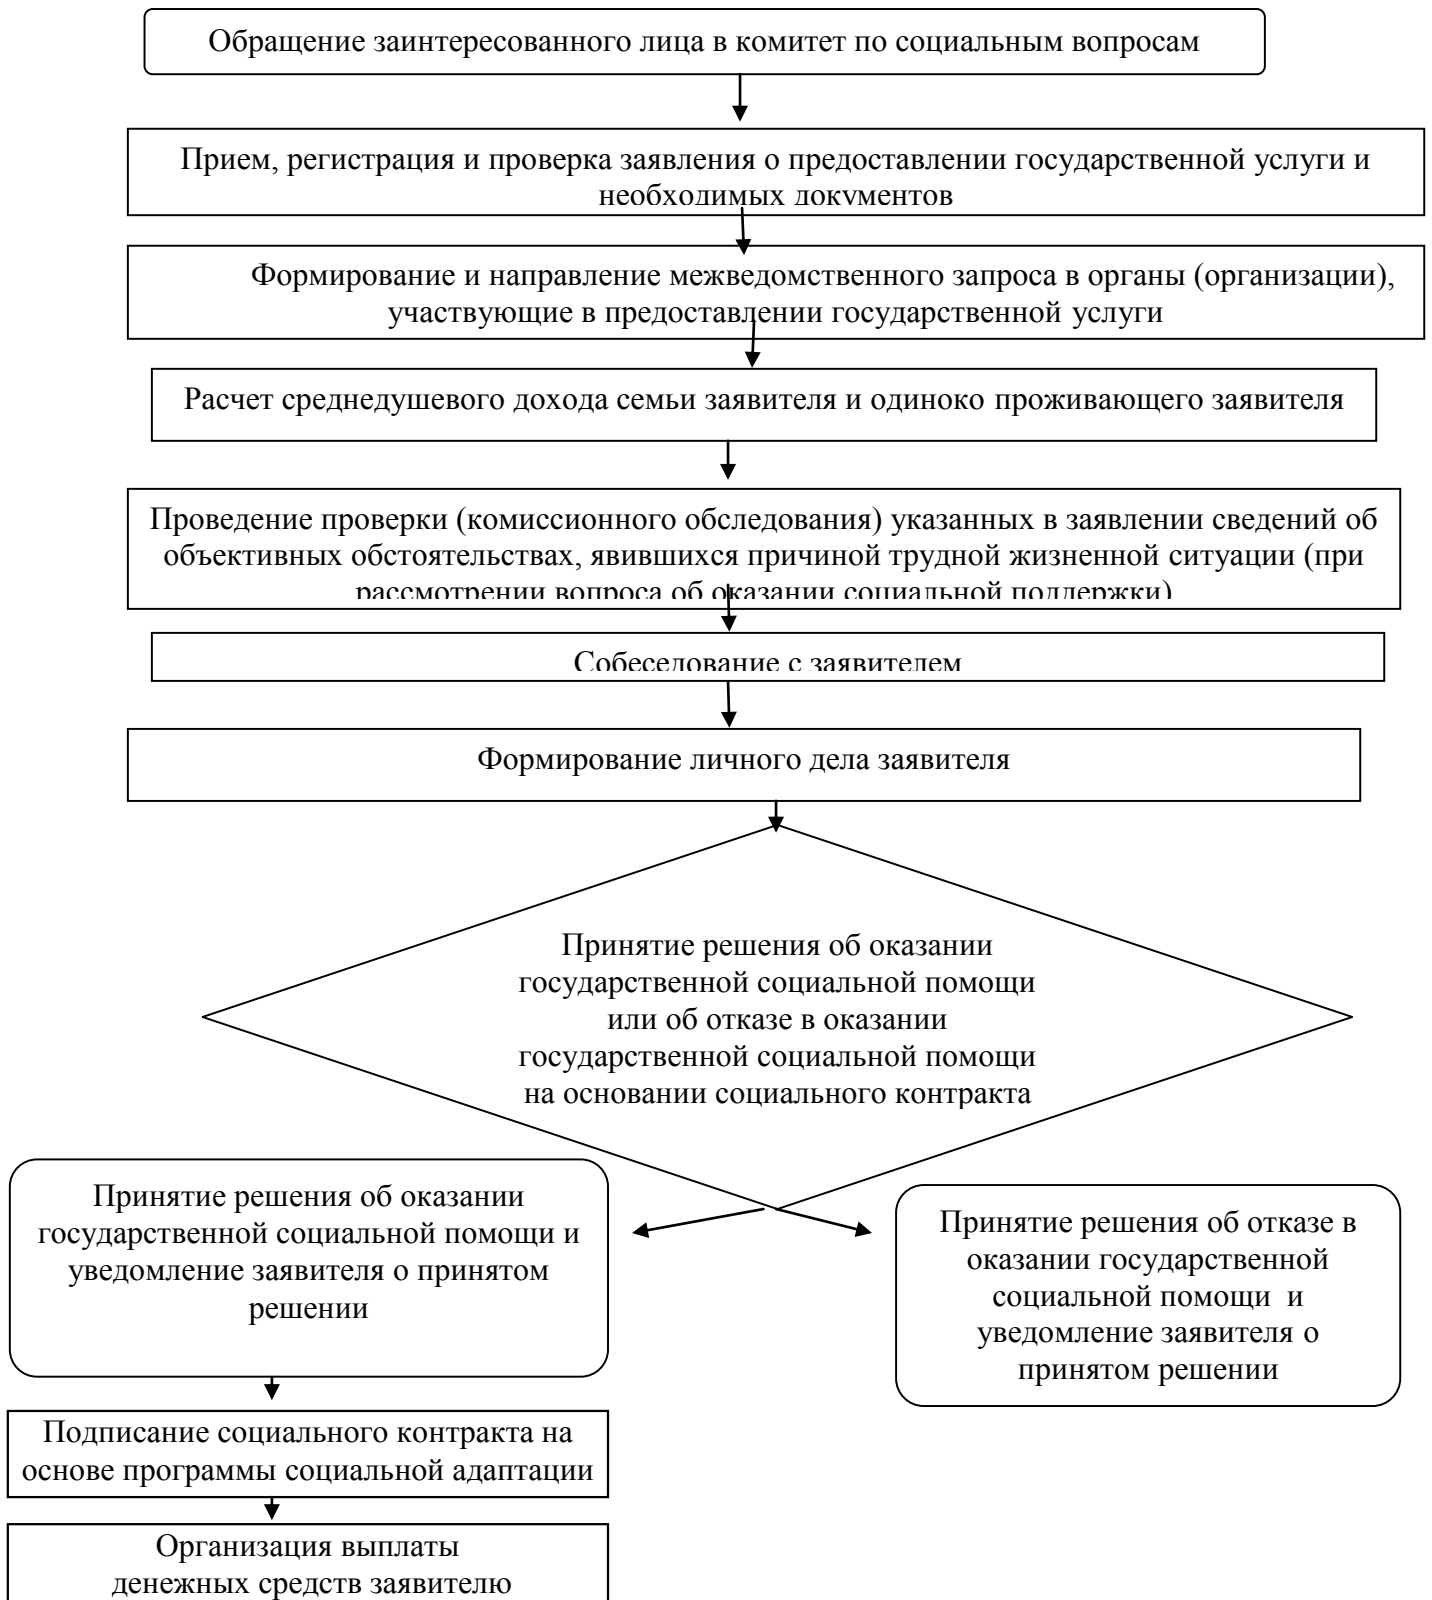 Обращение заинтересованного лица в комитет по социальным вопросам
Прием, регистрация и проверка заявления о предоставлении государственной услуги и
необходимых документов
Формирование и направление межведомственного запроса в органы (организации),
участвующие в предоставлении государственной услуги
Расчет среднедушевого дохода семьи заявителя и одиноко проживающего заявителя
Проведение проверки (комиссионного обследования) указанных в заявлении сведений об
объективных обстоятельствах, явившихся причиной трудной жизненной ситуации (при
рассмотрении вопроса об оказании социальной поддержки)
Собеседование с заявителем
Формирование личного дела заявителя
Принятие решения об оказании
государственной социальной помощи
или об отказе в оказании
государственной социальной помощи
на основании социального контракта
Принятие решения об оказании
государственной социальной помощи и
уведомление заявителя о принятом
решении
Принятие решения об отказе в
оказании государственной
социальной помощи  и
уведомление заявителя о
принятом решении
Подписание социального контракта на
основе программы социальной адаптации
Организация выплаты
денежных средств заявителю